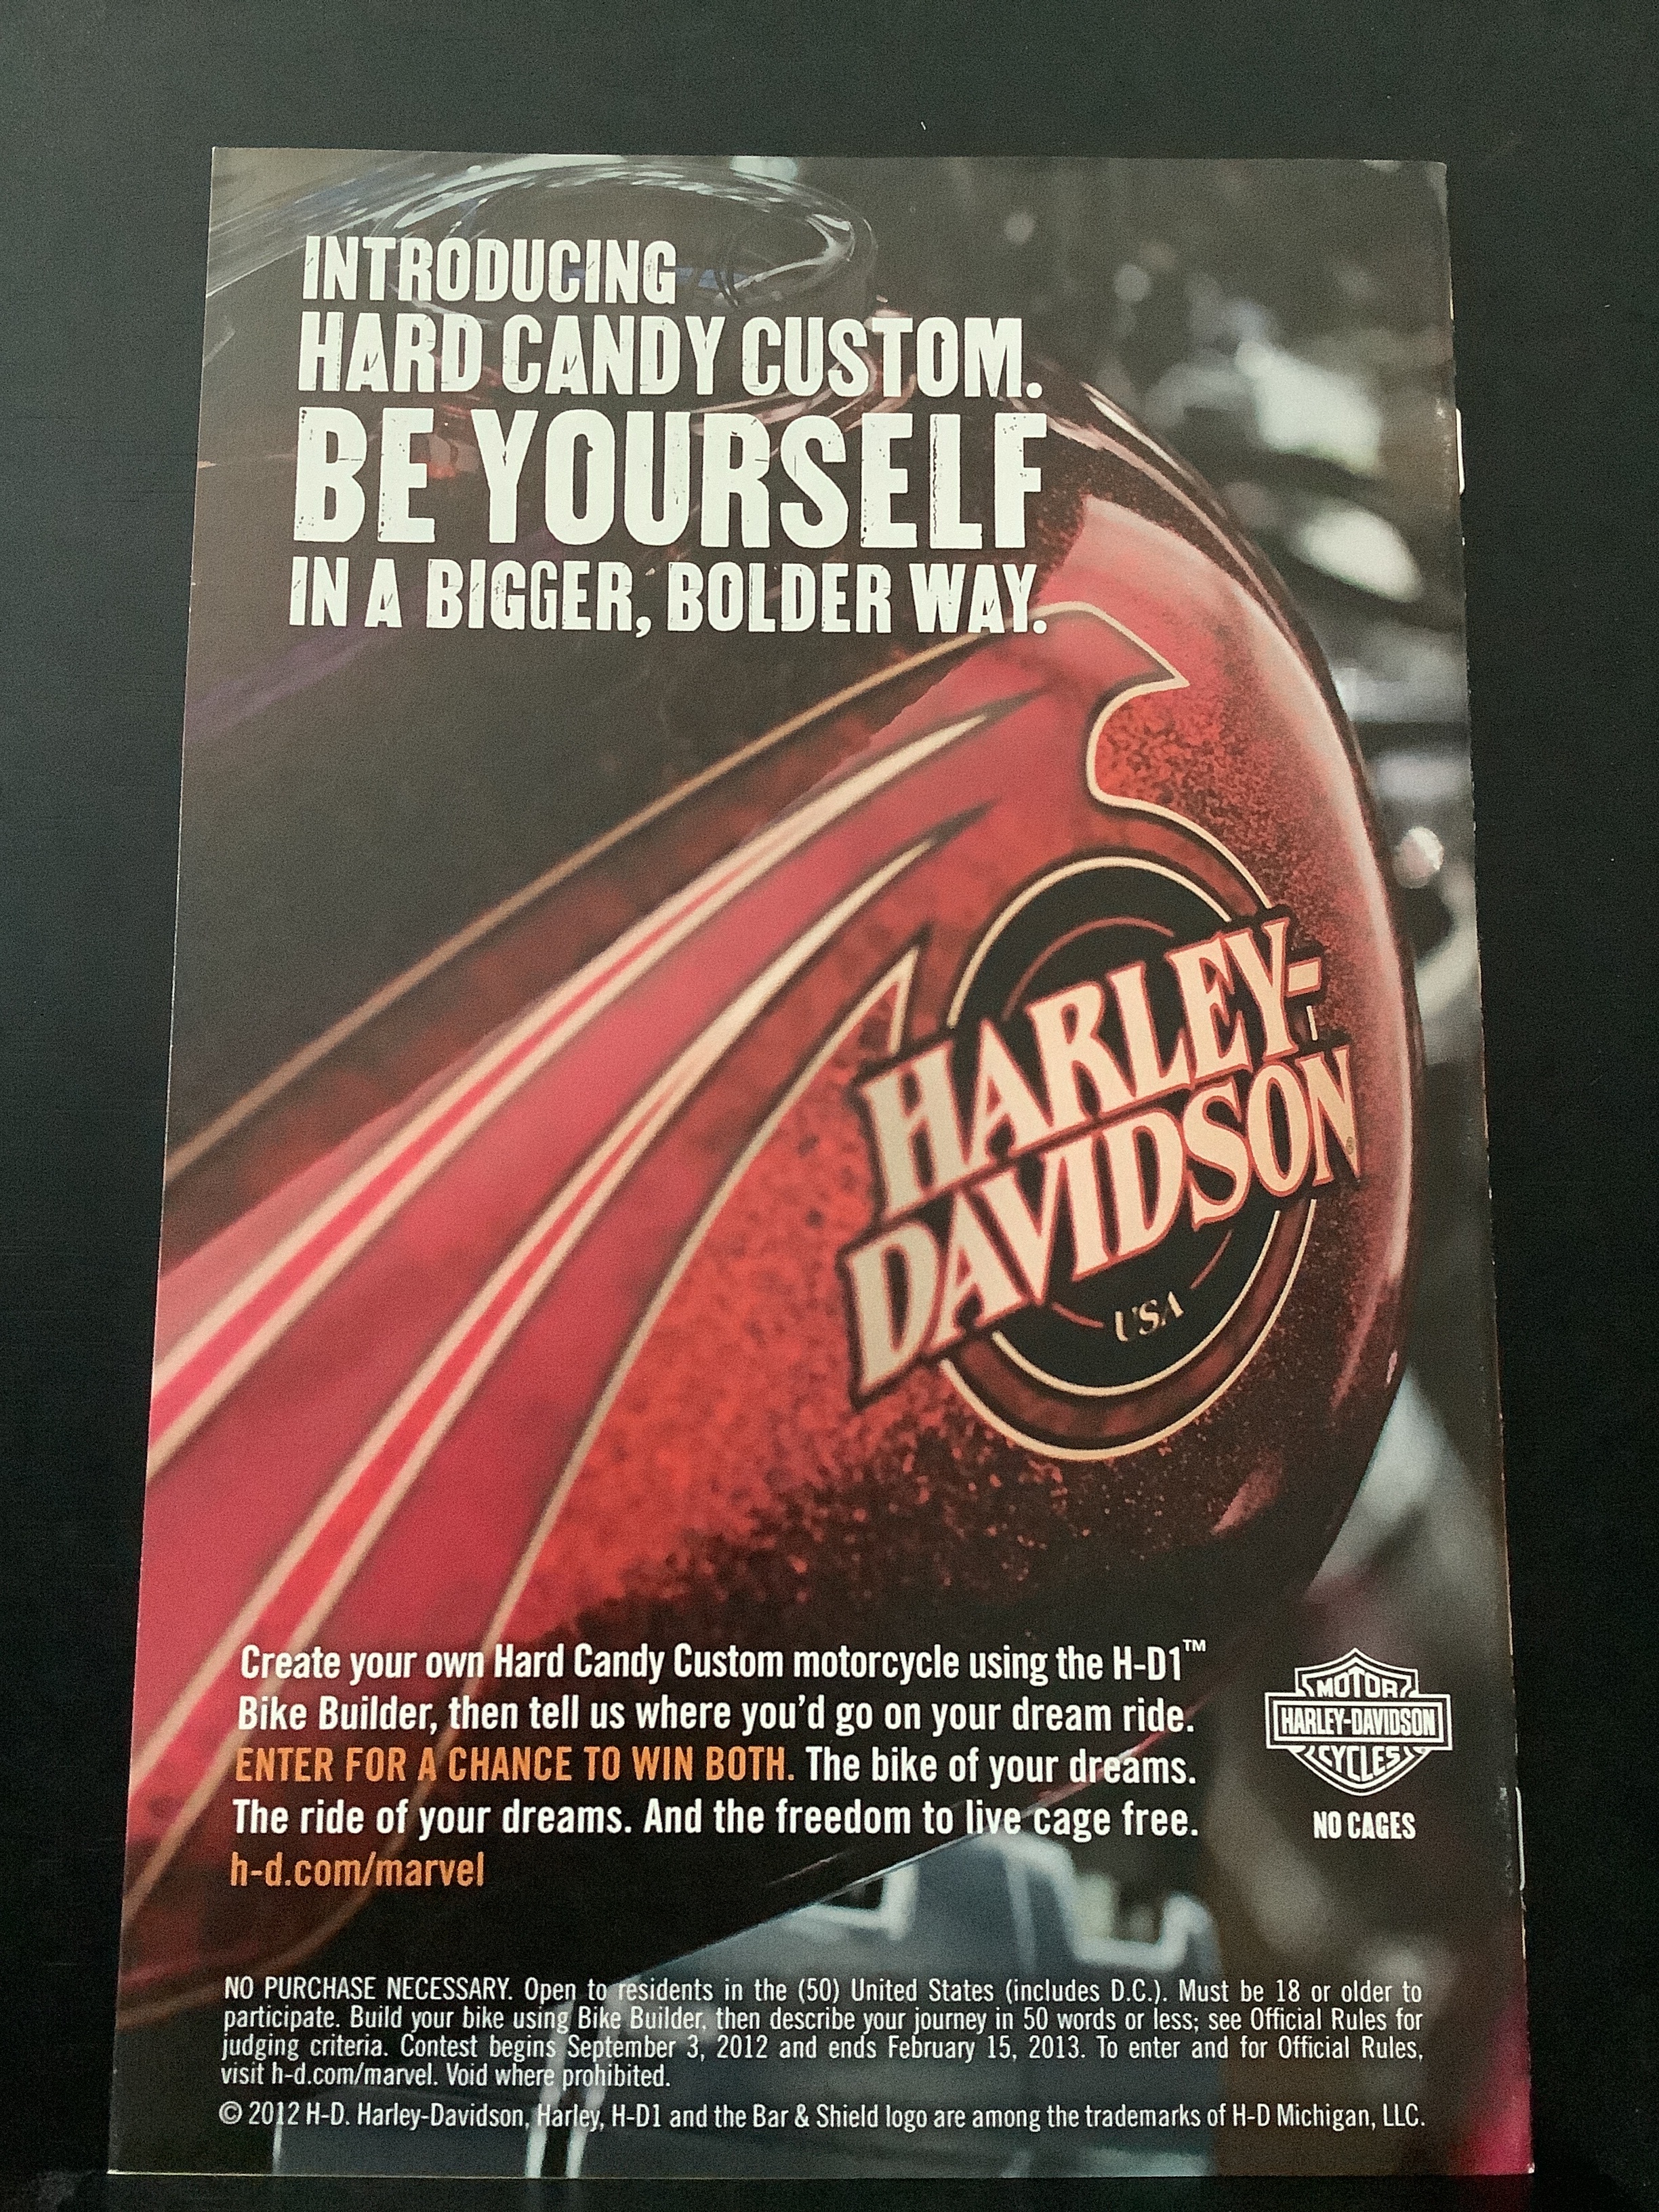 INTRODUCING
HARD CANDY CUSTOM.
BE YOURSELF
IN A BIGGER, BOLDER WAY.
HARLEY-
DAVIDSON
®
USA
Create your own Hard Candy Custom motorcycle using the H-D1™
Bike Builder, then tell us where you'd go on your dream ride.
ENTER FOR A CHANCE TO WIN BOTH. The bike of your dreams.
The ride of your dreams. And the freedom to live cage free.
h-d.com/marvel
MOTOR
HARLEY-DAVIDSON
CYCLES
NO CAGES
NO PURCHASE NECESSARY. Open to residents in the (50) United States (includes D.C.). Must be 18 or older to
participate. Build your bike using Bike Builder, then describe your journey in 50 words or less; see Official Rules for
judging criteria. Contest begins September 3, 2012 and ends February 15, 2013. To enter and for Official Rules,
visit h-d.com/marvel. Void where prohibited.
© 2012 H-D. Harley-Davidson, Harley, H-D1 and the Bar & Shield logo are among the trademarks of H-D Michigan, LLC.